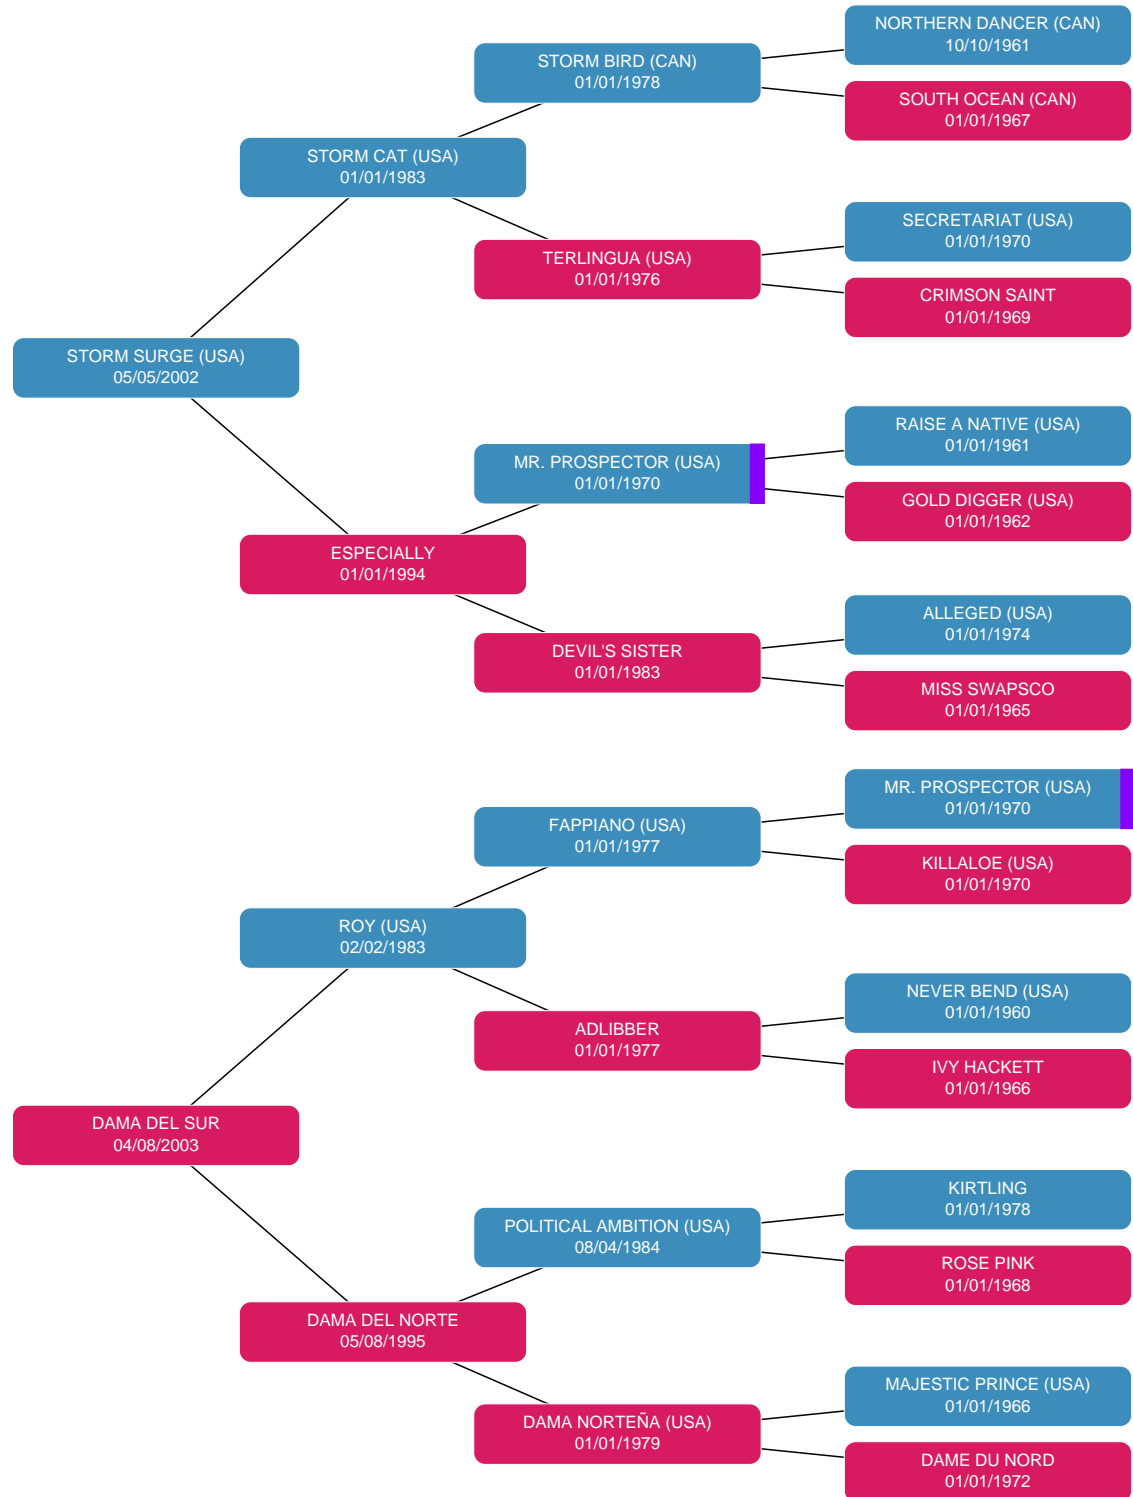 NORTHERN DANCER (CAN)
10/10/1961
STORM BIRD (CAN)
01/01/1978
SOUTH OCEAN (CAN)
01/01/1967
STORM CAT (USA)
01/01/1983
SECRETARIAT (USA)
01/01/1970
TERLINGUA (USA)
01/01/1976
CRIMSON SAINT
01/01/1969
STORM SURGE (USA)
05/05/2002
RAISE A NATIVE (USA)
01/01/1961
MR. PROSPECTOR (USA)
01/01/1970
GOLD DIGGER (USA)
01/01/1962
ESPECIALLY
01/01/1994
ALLEGED (USA)
01/01/1974
DEVIL'S SISTER
01/01/1983
MISS SWAPSCO
01/01/1965
MR. PROSPECTOR (USA)
01/01/1970
FAPPIANO (USA)
01/01/1977
KILLALOE (USA)
01/01/1970
ROY (USA)
02/02/1983
NEVER BEND (USA)
01/01/1960
ADLIBBER
01/01/1977
IVY HACKETT
01/01/1966
DAMA DEL SUR
04/08/2003
KIRTLING
01/01/1978
POLITICAL AMBITION (USA)
08/04/1984
ROSE PINK
01/01/1968
DAMA DEL NORTE
05/08/1995
MAJESTIC PRINCE (USA)
01/01/1966
DAMA NORTEÑA (USA)
01/01/1979
DAME DU NORD
01/01/1972